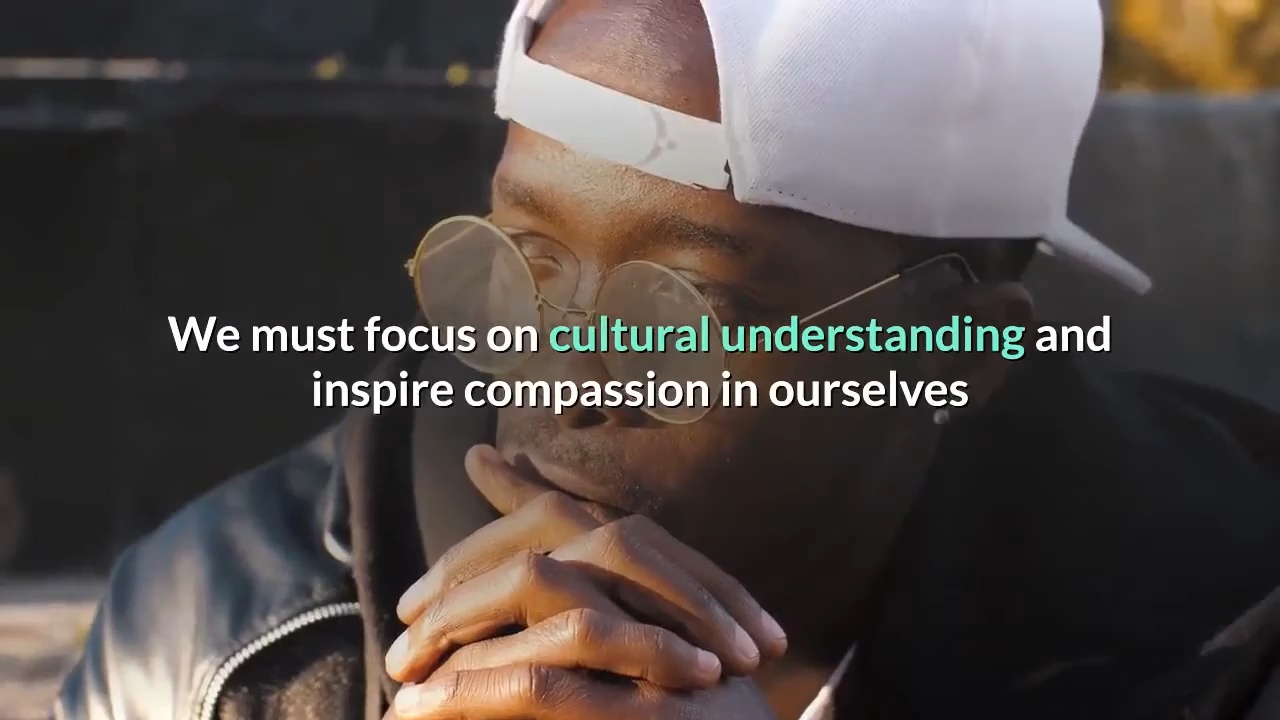 We must focus on cultural understanding and
inspire compassion in ourselves